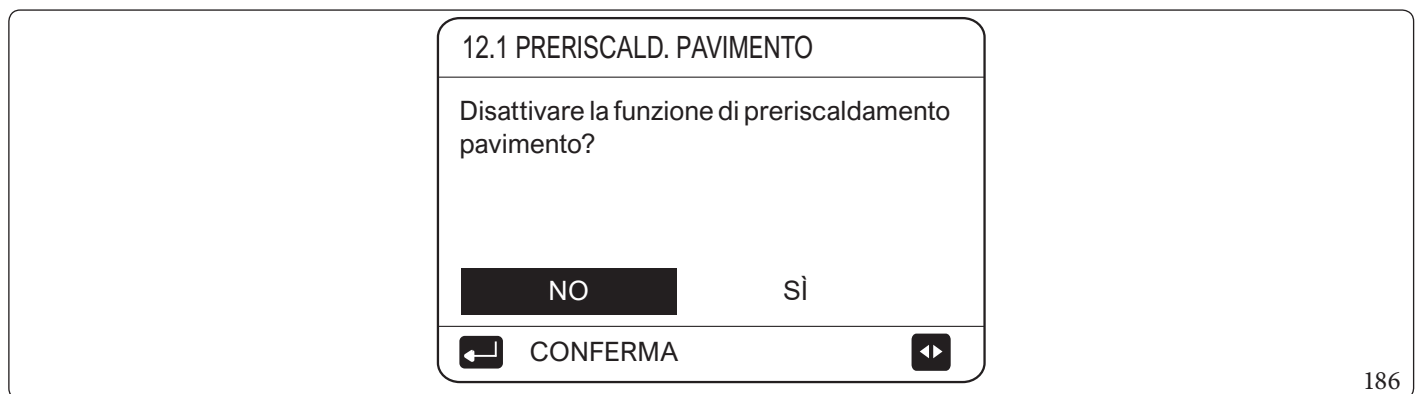 12.1 PRERISCALD. PAVIMENTO
Disattivare la funzione di preriscaldamento
pavimento?
NO SÌ
CONFERMA
186